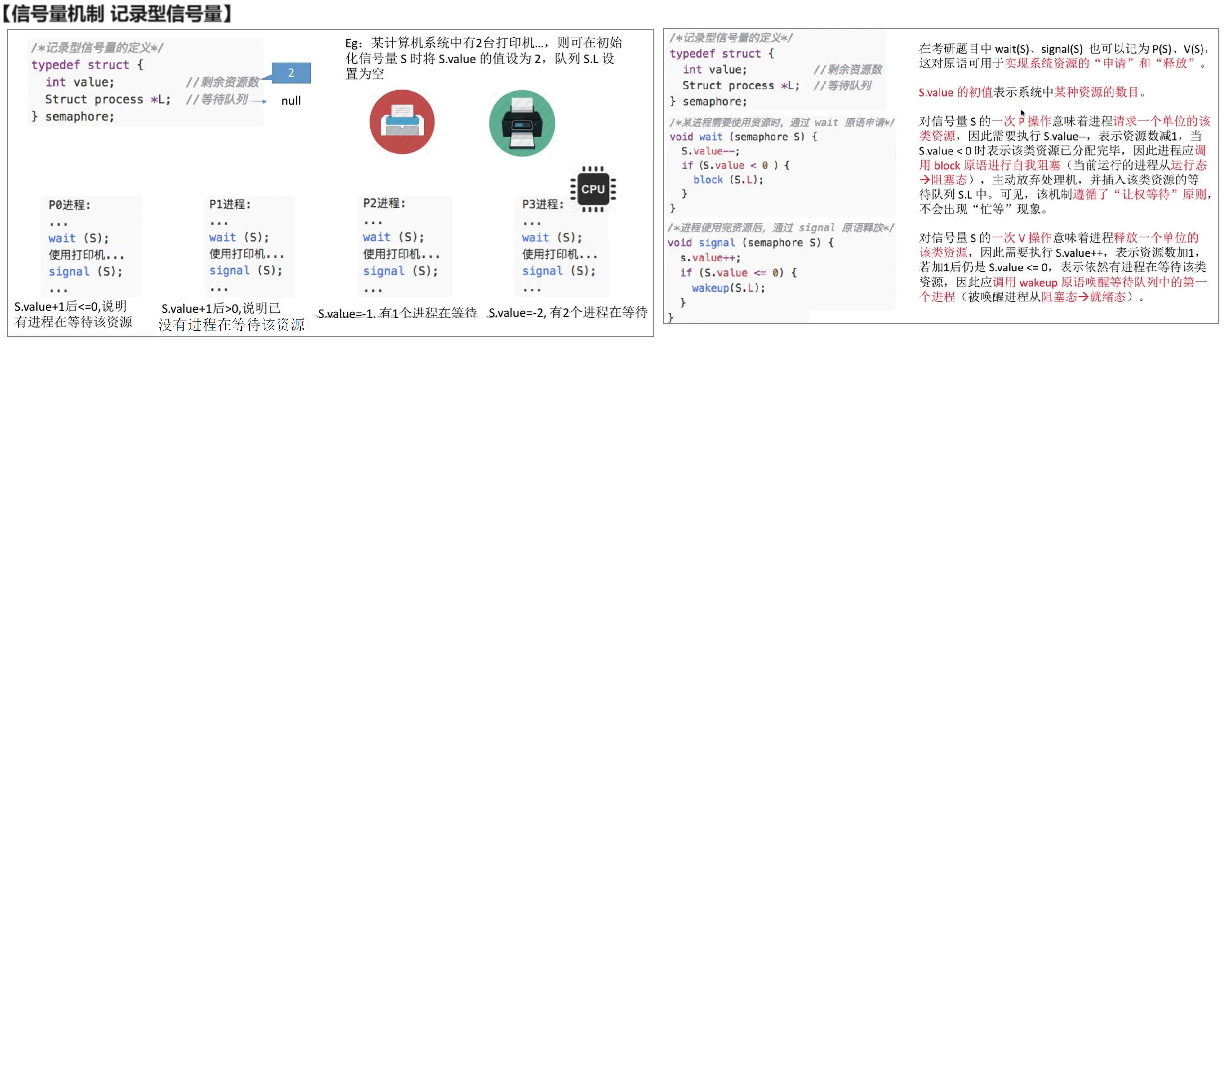 【信号量机制 记录型信号量】
/*记录型信号量的定义*/
typedef struct {
int value; //剩余资源数
Struct process *L; //等待队列
} semaphore;
2
null
Eg：某计算机系统中有2台打印机...，则可在初始
化信号量 S 时将 S.value 的值设为 2，队列 S.L 设
置为空
CPU
P0进程:
...
wait (S);
使用打印机...
signal (S);
...
S.value+1后<=0,说明
有进程在等待该资源
P1进程:
...
wait (S);
使用打印机...
signal (S);
...
S.value+1后>0,说明已
没有进程在等待该资源
P2进程:
...
wait (S);
使用打印机...
signal (S);
...
S.value=-1. 有1个进程在等待
P3进程:
...
wait (S);
使用打印机...
signal (S);
...
S.value=-2, 有2个进程在等待
/*记录型信号量的定义*/
typedef struct {
int value; //剩余资源数
Struct process *L; //等待队列
} semaphore;
/*某进程需要使用资源时，通过 wait 原语申请*/
void wait (semaphore S) {
S.value--;
if (S.value < 0 ) {
block (S.L);
}
}
/*进程使用完资源后，通过 signal 原语释放*/
void signal (semaphore S) {
s.value++;
if (S.value <= 0) {
wakeup(S.L);
}
}
在考研题目中 wait(S)、signal(S) 也可以记为 P(S)、V(S)，
这对原语可用于实现系统资源的“申请”和“释放”。
S.value 的初值表示系统中某种资源的数目。
对信号量 S 的一次 P 操作意味着进程请求一个单位的该
类资源，因此需要执行 S.value--，表示资源数减1，当
S.value < 0 时表示该类资源已分配完毕，因此进程应调
用 block 原语进行自我阻塞（当前运行的进程从运行态
→阻塞态），主动放弃处理机，并插入该类资源的等
待队列 S.L 中。可见，该机制遵循了“让权等待”原则，
不会出现“忙等”现象。
对信号量 S 的一次 V 操作意味着进程释放一个单位的
该类资源，因此需要执行 S.value++，表示资源数加1，
若加1后仍是 S.value <= 0，表示依然有进程在等待该类
资源，因此应调用 wakeup 原语唤醒等待队列中的第一
个进程（被唤醒进程从阻塞态→就绪态）。